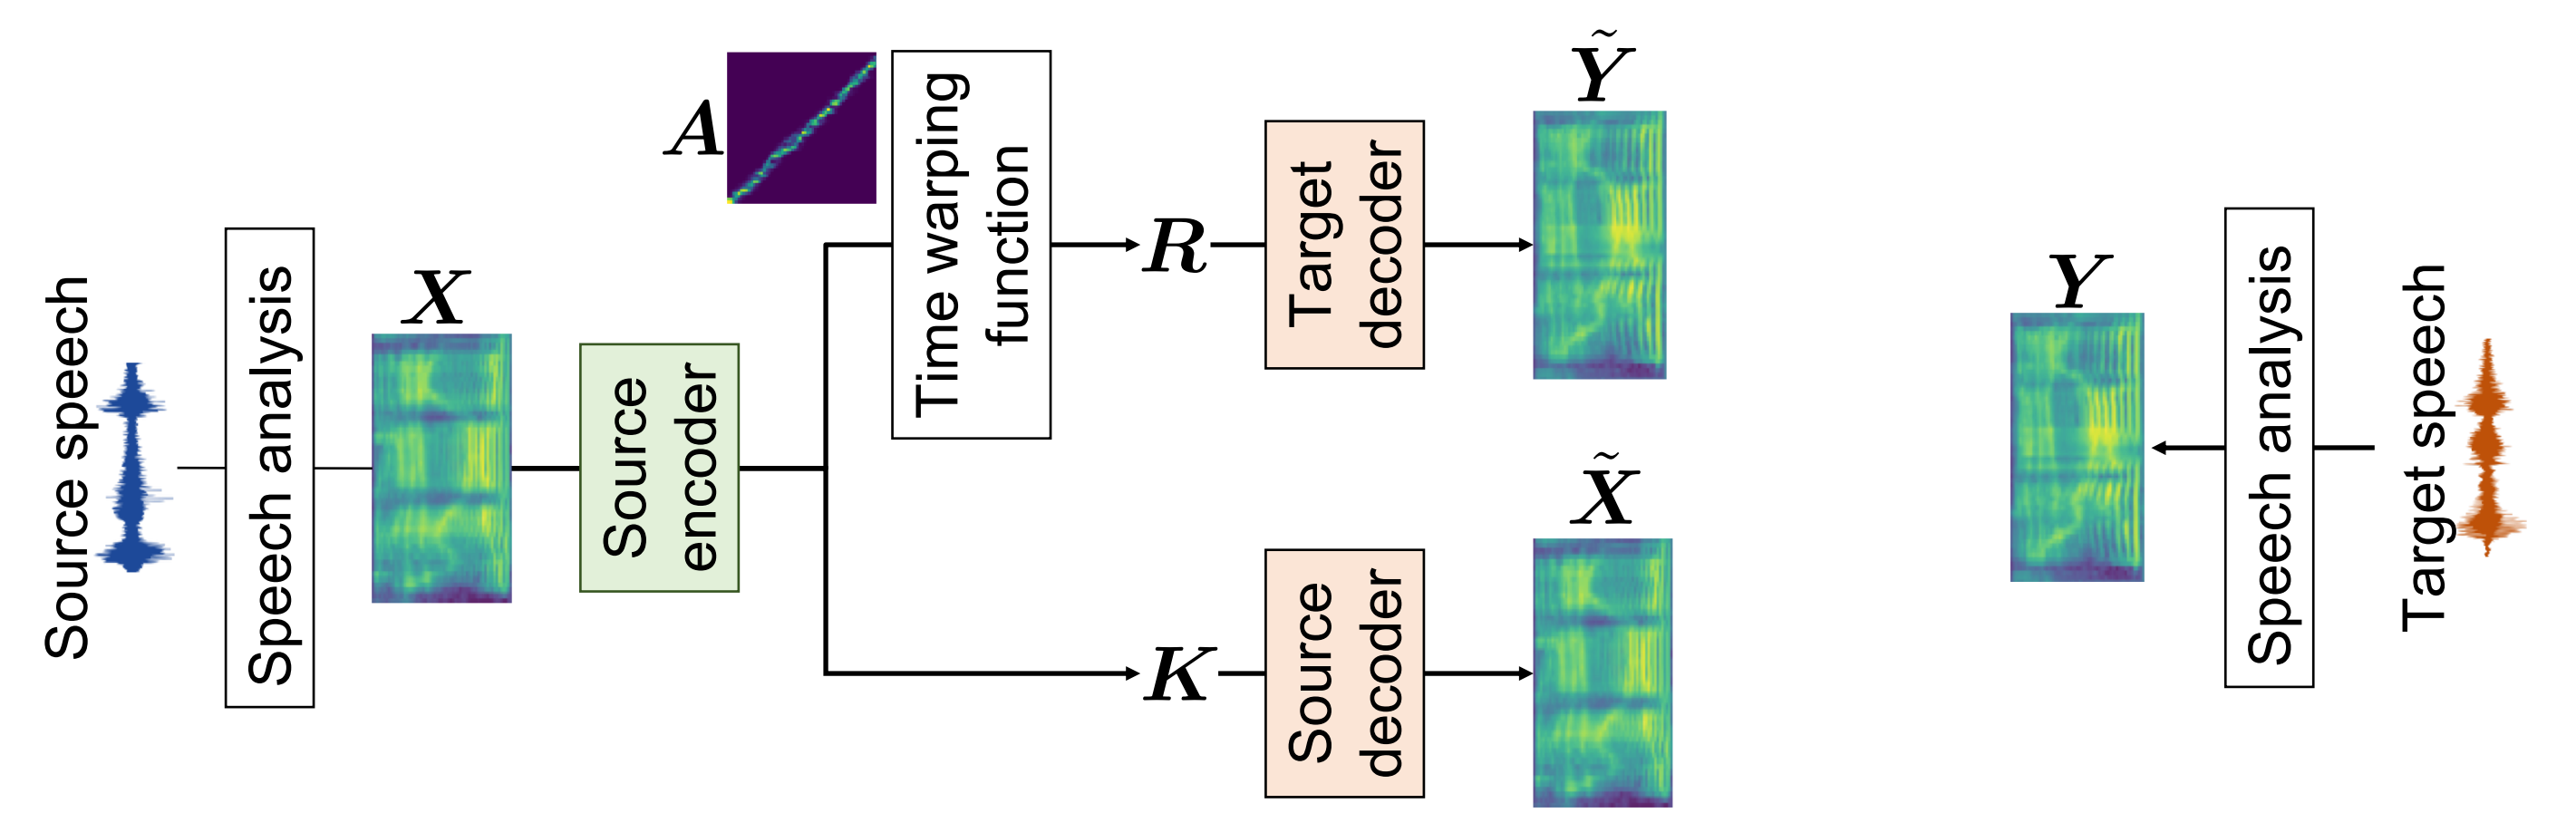 Source speech
Speech analysis
X
Source
encoder
A
Time warping
function
R
Target
decoder
Ỹ
K
Source
decoder
X̃
Y
Speech analysis
Target speech